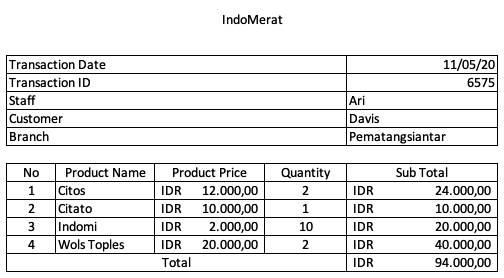 IndoMerat
Transaction Date 11/05/20
Transaction ID 6575
Staff Ari
Customer Davis
Branch Pematangsiantar
No Product Name Product Price Quantity Sub Total
1 Citos IDR 12.000,00 2 IDR 24.000,00
2 Citato IDR 10.000,00 1 IDR 10.000,00
3 Indomi IDR 2.000,00 10 IDR 20.000,00
4 Wols Toples IDR 20.000,00 2 IDR 40.000,00
Total IDR 94.000,00